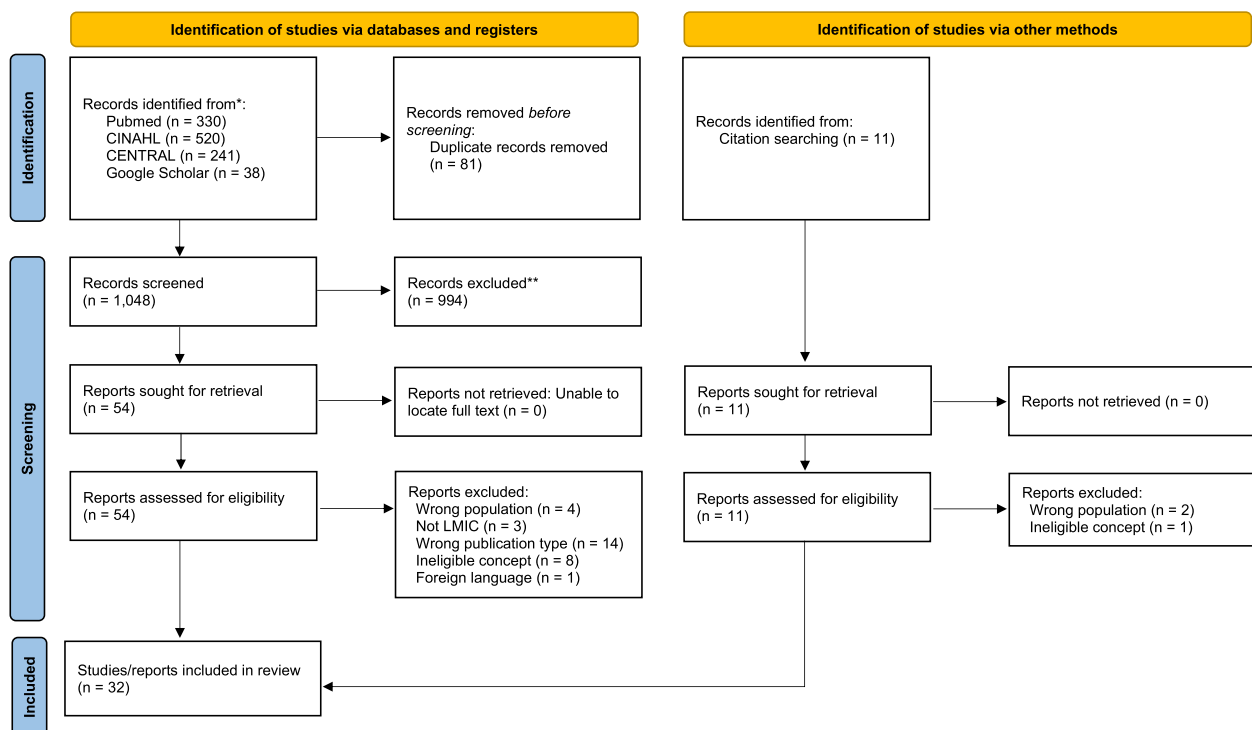 Identification of studies via databases and registers
Identification of studies via other methods
Identification
Records identified from*:
Pubmed (n = 330)
CINAHL (n = 520)
CENTRAL (n = 241)
Google Scholar (n = 38)
Records removed before
screening:
Duplicate records removed
(n = 81)
Records identified from:
Citation searching (n = 11)
Screening
Records screened
(n = 1,048)
Records excluded**
(n = 994)
Reports sought for retrieval
(n = 54)
Reports not retrieved: Unable to
locate full text (n = 0)
Reports sought for retrieval
(n = 11)
Reports not retrieved (n = 0)
Reports assessed for eligibility
(n = 54)
Reports excluded:
Wrong population (n = 4)
Not LMIC (n = 3)
Wrong publication type (n = 14)
Ineligible concept (n = 8)
Foreign language (n = 1)
Reports assessed for eligibility
(n = 11)
Reports excluded:
Wrong population (n = 2)
Ineligible concept (n = 1)
Included
Studies/reports included in review
(n = 32)